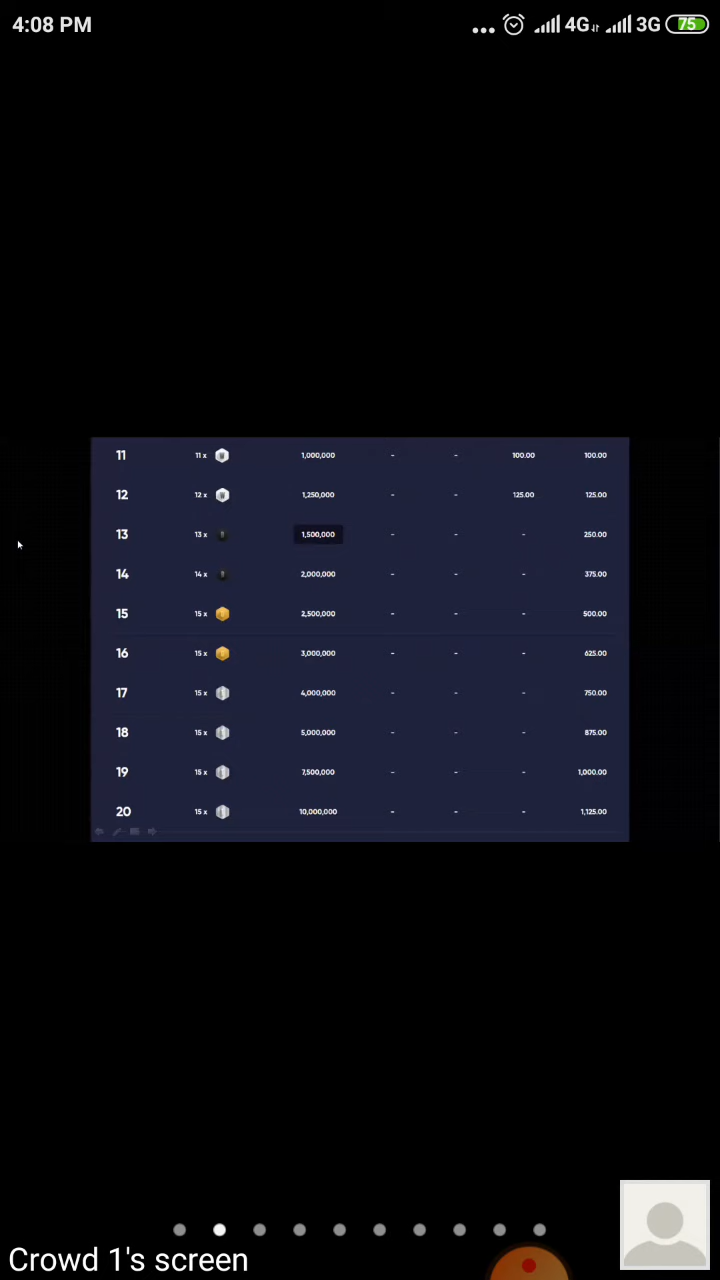 4:08 PM ... 4G 3G 75
11 11 x 1,000,000 - - 100.00 100.00
12 12 x 1,250,000 - - 125.00 125.00
13 13 x 1,500,000 - - - 250.00
14 14 x 2,000,000 - - - 375.00
15 15 x 2,500,000 - - - 500.00
16 15 x 3,000,000 - - - 625.00
17 15 x 4,000,000 - - - 750.00
18 15 x 5,000,000 - - - 875.00
19 15 x 7,500,000 - - - 1,000.00
20 15 x 10,000,000 - - - 1,125.00
Crowd 1's screen